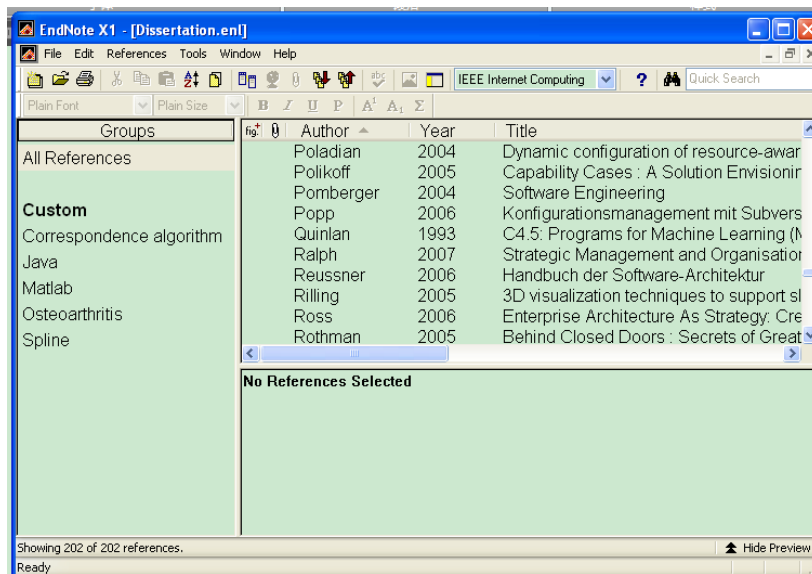 EndNote X1 - [Dissertation.enl]
File Edit References Tools Window Help
IEEE Internet Computing ? Quick Search
Plain Font Plain Size B I U P A¹ A₁ Σ
Groups
All References
Custom
Correspondence algorithm
Java
Matlab
Osteoarthritis
Spline
fig. Author Year Title
Poladian 2004 Dynamic configuration of resource-awar
Polikoff 2005 Capability Cases : A Solution Envisionin
Pomberger 2004 Software Engineering
Popp 2006 Konfigurationsmanagement mit Subvers
Quinlan 1993 C4.5: Programs for Machine Learning (M
Ralph 2007 Strategic Management and Organisation
Reussner 2006 Handbuch der Software-Architektur
Rilling 2005 3D visualization techniques to support sl
Ross 2006 Enterprise Architecture As Strategy: Cre
Rothman 2005 Behind Closed Doors : Secrets of Great
No References Selected
Showing 202 of 202 references. Hide Preview
Ready